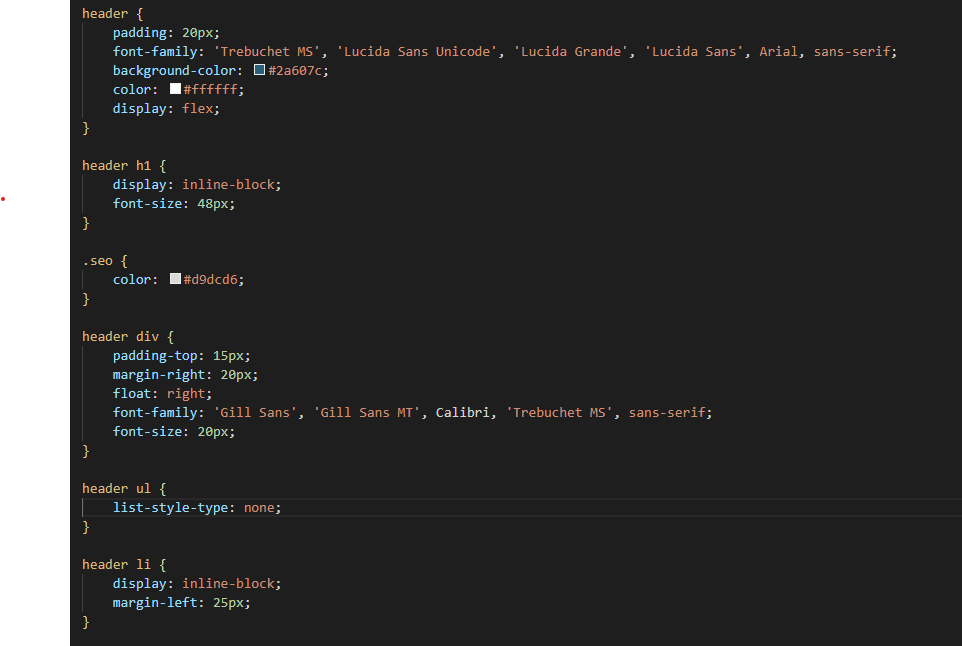 header {
    padding: 20px;
    font-family: 'Trebuchet MS', 'Lucida Sans Unicode', 'Lucida Grande', 'Lucida Sans', Arial, sans-serif;
    background-color: #2a607c;
    color: #ffffff;
    display: flex;
}

header h1 {
    display: inline-block;
    font-size: 48px;
}

.seo {
    color: #d9dcd6;
}

header div {
    padding-top: 15px;
    margin-right: 20px;
    float: right;
    font-family: 'Gill Sans', 'Gill Sans MT', Calibri, 'Trebuchet MS', sans-serif;
    font-size: 20px;
}

header ul {
    list-style-type: none;
}

header li {
    display: inline-block;
    margin-left: 25px;
}